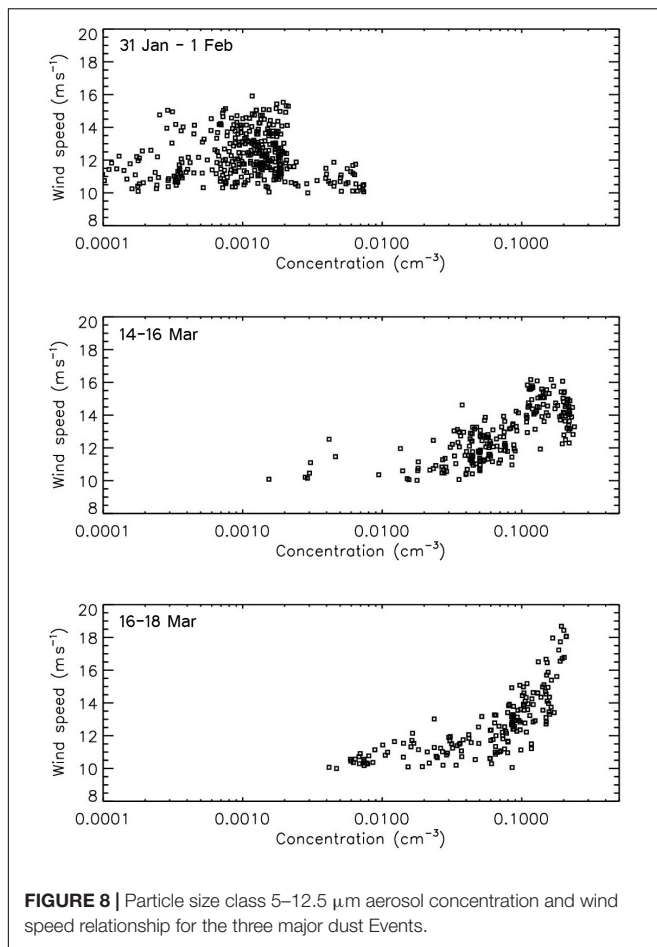 31 Jan – 1 Feb
20
18
16
14
12
10
8
Wind speed (ms⁻¹)
0.0001 0.0010 0.0100 0.1000
Concentration (cm⁻³)
14–16 Mar
20
18
16
14
12
10
8
Wind speed (ms⁻¹)
0.0001 0.0010 0.0100 0.1000
Concentration (cm⁻³)
16–18 Mar
20
18
16
14
12
10
8
Wind speed (ms⁻¹)
0.0001 0.0010 0.0100 0.1000
Concentration (cm⁻³)
FIGURE 8 | Particle size class 5–12.5 μm aerosol concentration and wind
speed relationship for the three major dust Events.